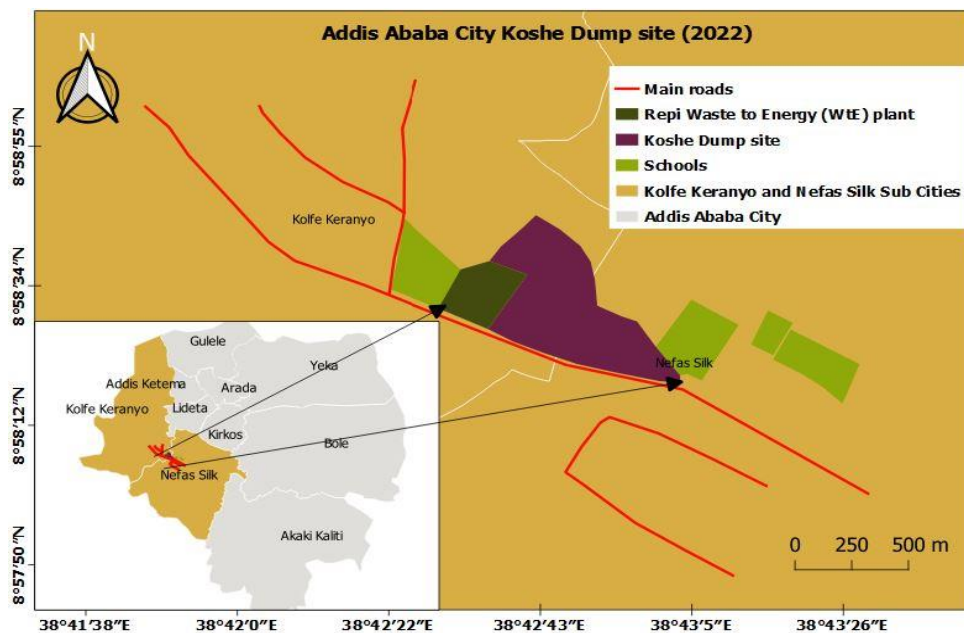 Addis Ababa City Koshe Dump site (2022)
N
Main roads
Repi Waste to Energy (WtE) plant
Koshe Dump site
Schools
Kolfe Keranyo and Nefas Silk Sub Cities
Addis Ababa City
8°58'55"N
8°58'34"N
8°58'12"N
8°57'50"N
Kolfe Keranyo
Nefas Silk
Gulele
Yeka
Addis Ketema
Arada
Kolfe Keranyo
Lideta
Kirkos
Bole
Nefas Silk
Akaki Kaliti
0 250 500 m
38°41'38"E 38°42'0"E 38°42'22"E 38°42'43"E 38°43'5"E 38°43'26"E